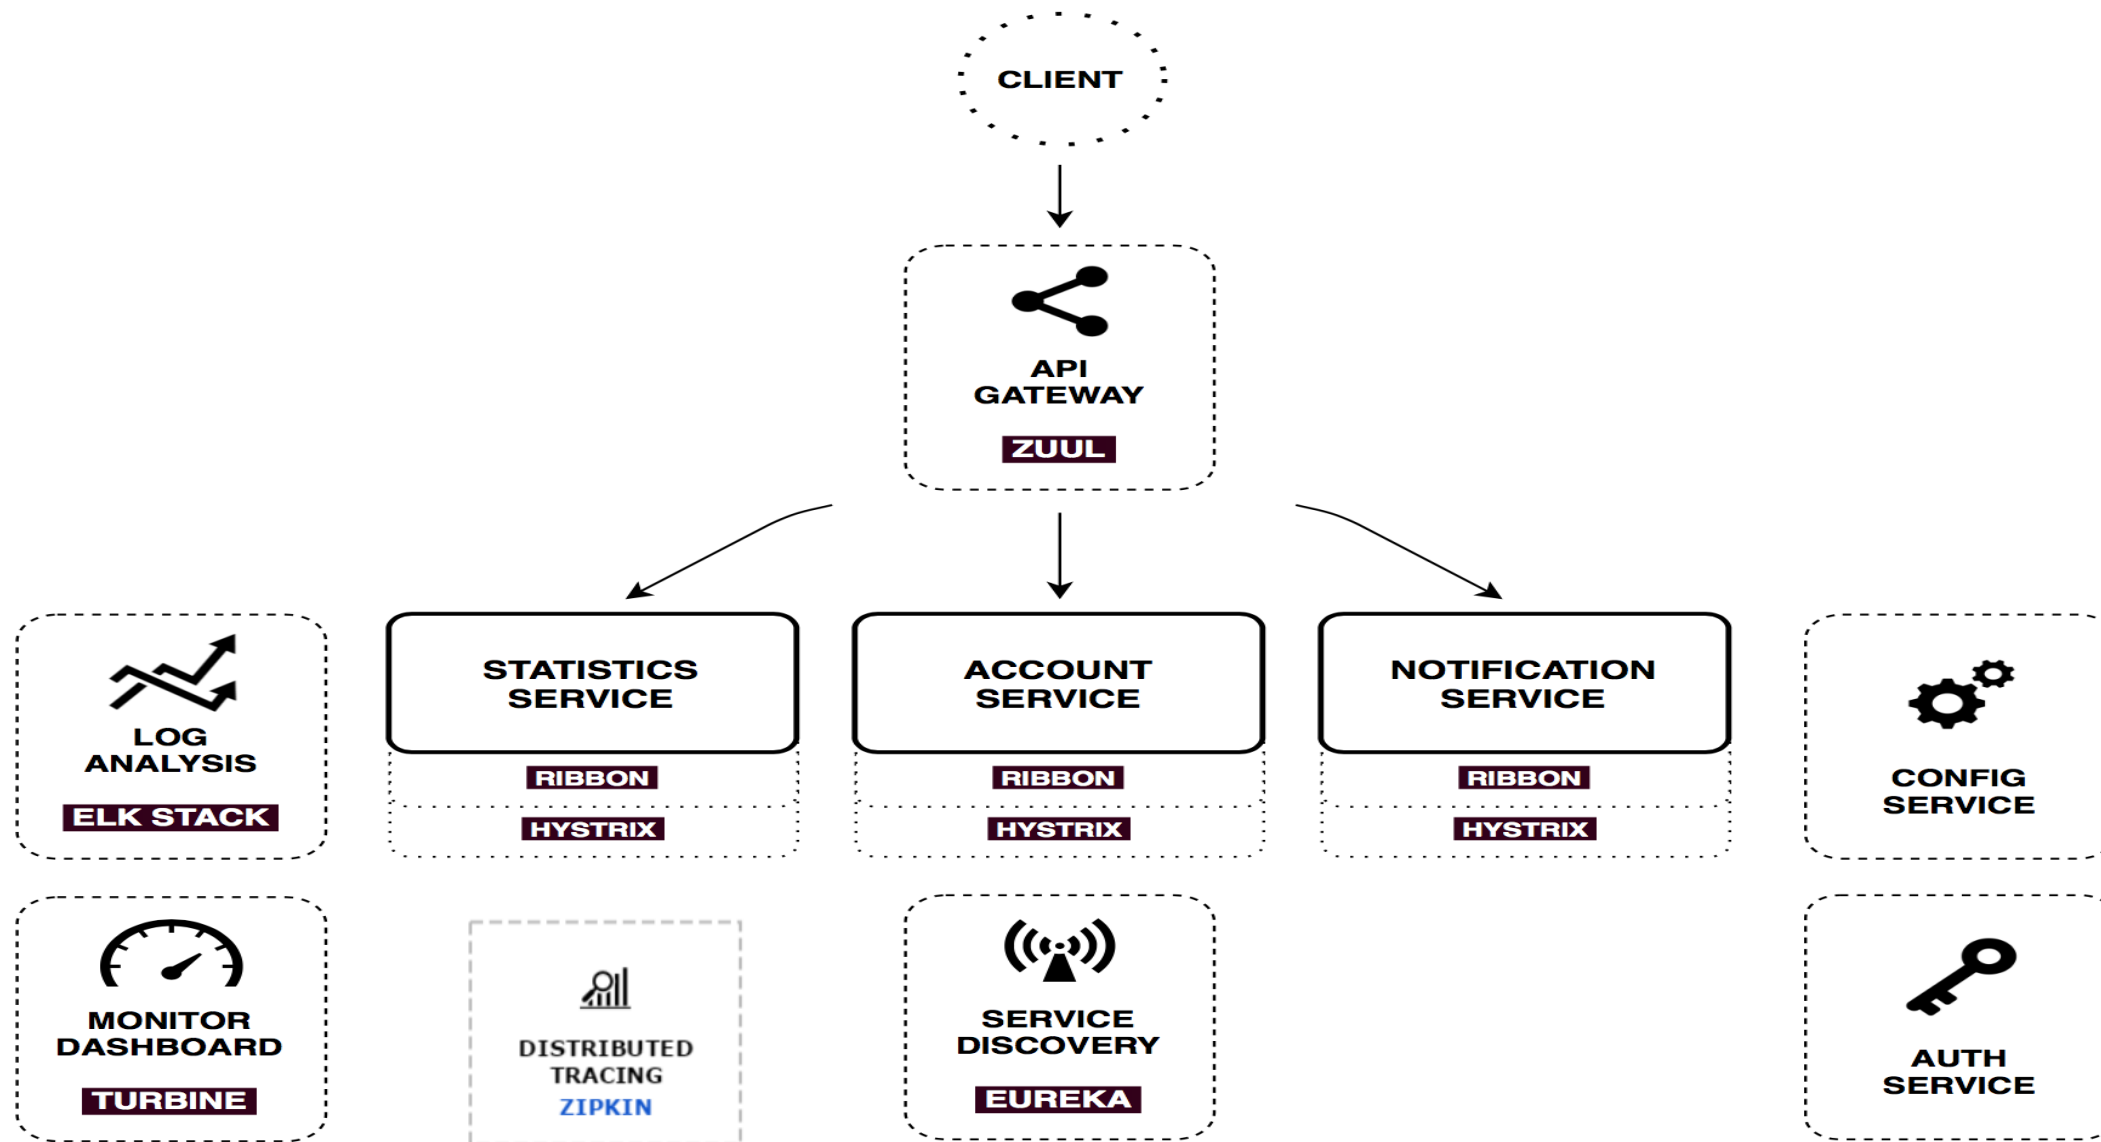 CLIENT
API
GATEWAY
ZUUL
LOG
ANALYSIS
ELK STACK
STATISTICS
SERVICE
RIBBON
HYSTRIX
ACCOUNT
SERVICE
RIBBON
HYSTRIX
NOTIFICATION
SERVICE
RIBBON
HYSTRIX
CONFIG
SERVICE
MONITOR
DASHBOARD
TURBINE
DISTRIBUTED
TRACING
ZIPKIN
SERVICE
DISCOVERY
EUREKA
AUTH
SERVICE